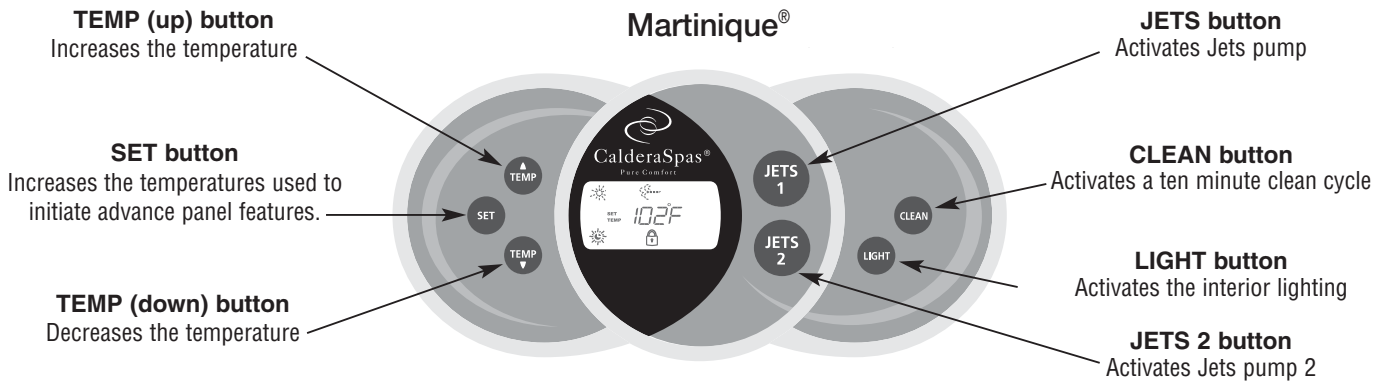 Martinique®
TEMP (up) button
Increases the temperature
SET button
Increases the temperatures used to
initiate advance panel features.
TEMP (down) button
Decreases the temperature
TEMP
SET
TEMP
CalderaSpas®
Pure Comfort
SET
TEMP
102°F
JETS
1
JETS
2
CLEAN
LIGHT
JETS button
Activates Jets pump
CLEAN button
Activates a ten minute clean cycle
LIGHT button
Activates the interior lighting
JETS 2 button
Activates Jets pump 2